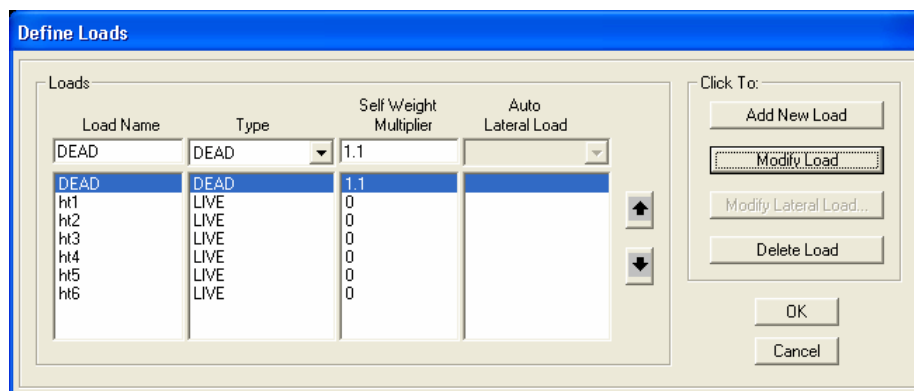 Define Loads
Loads
Click To:
Load Name Type Self Weight Multiplier Auto Lateral Load
DEAD DEAD 1.1
DEAD DEAD 1.1
ht1 LIVE 0
ht2 LIVE 0
ht3 LIVE 0
ht4 LIVE 0
ht5 LIVE 0
ht6 LIVE 0
Add New Load
Modify Load
Modify Lateral Load...
Delete Load
OK
Cancel